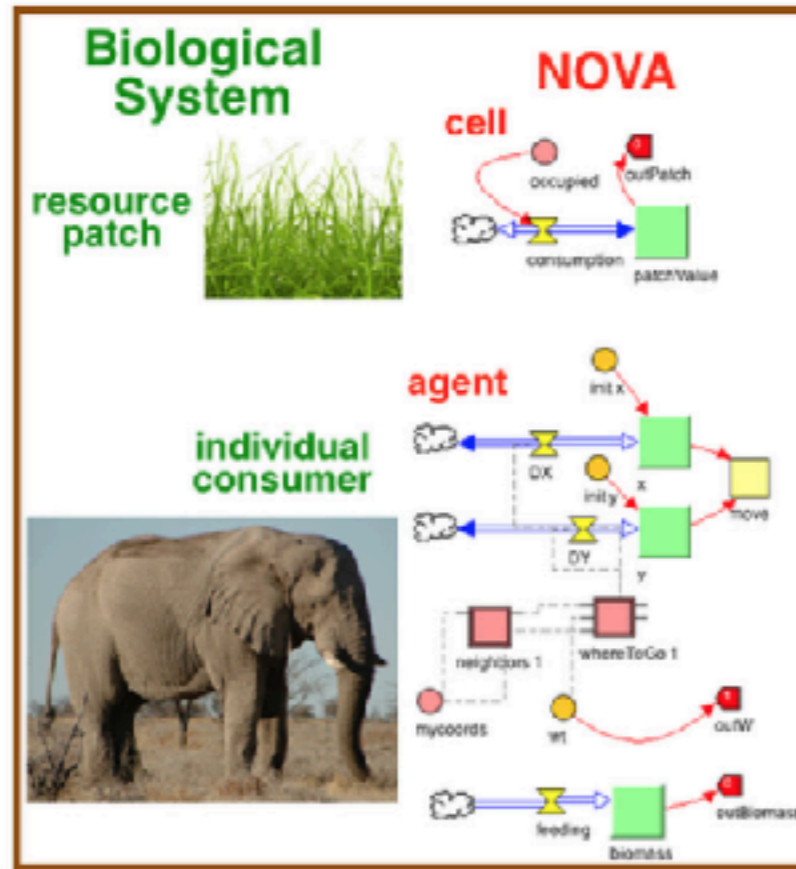 Biological
System
NOVA
cell
occupied
outPatch
resource
patch
consumption
patchValue
agent
init x
individual
consumer
DX
x
init y
move
DY
y
neighbors 1
whereToGo 1
mycoords
wt
outW
feeding
outBiomass
biomass